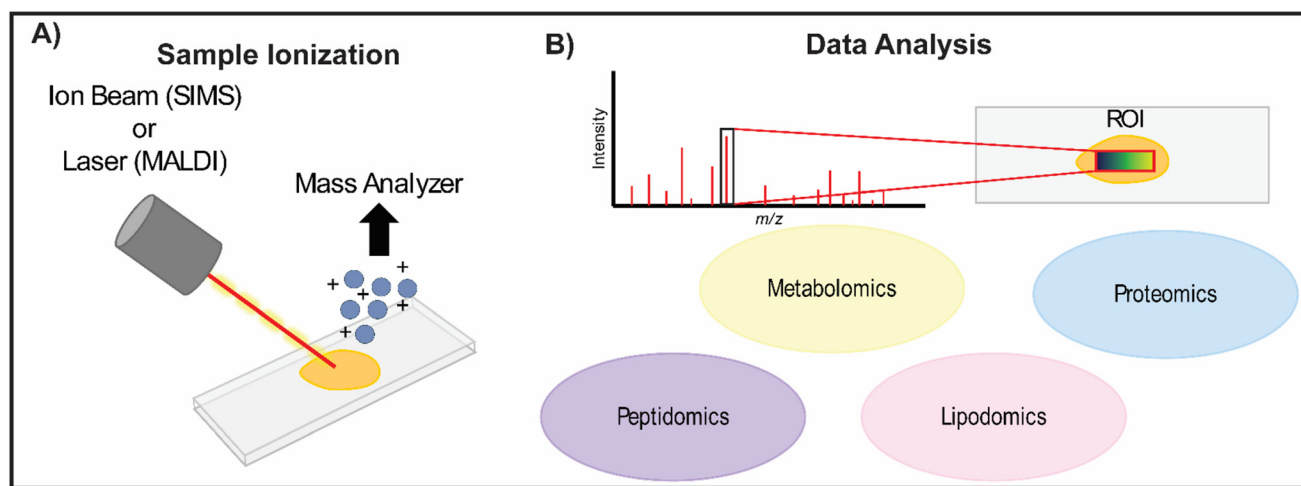 A)
Sample Ionization
Ion Beam (SIMS)
or
Laser (MALDI)
Mass Analyzer
+
+
+
+
+
B)
Data Analysis
Intensity
m/z
ROI
Metabolomics
Proteomics
Peptidomics
Lipodomics